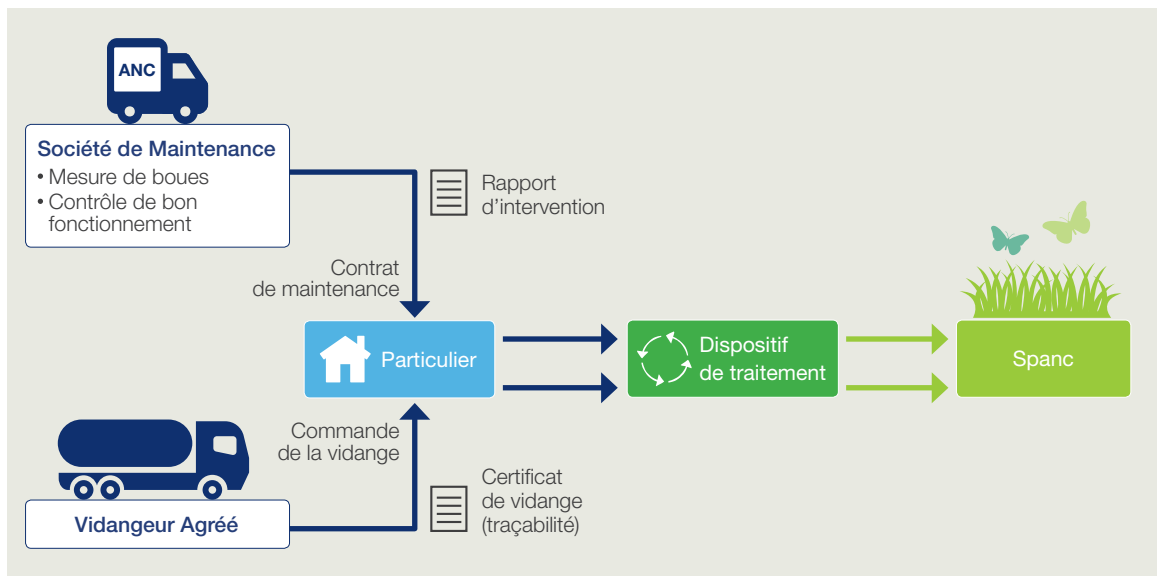 ANC
Société de Maintenance
• Mesure de boues
• Contrôle de bon
fonctionnement
Rapport
d'intervention
Contrat
de maintenance
Particulier
Dispositif
de traitement
Spanc
Commande
de la vidange
Certificat
de vidange
(traçabilité)
Vidangeur Agréé